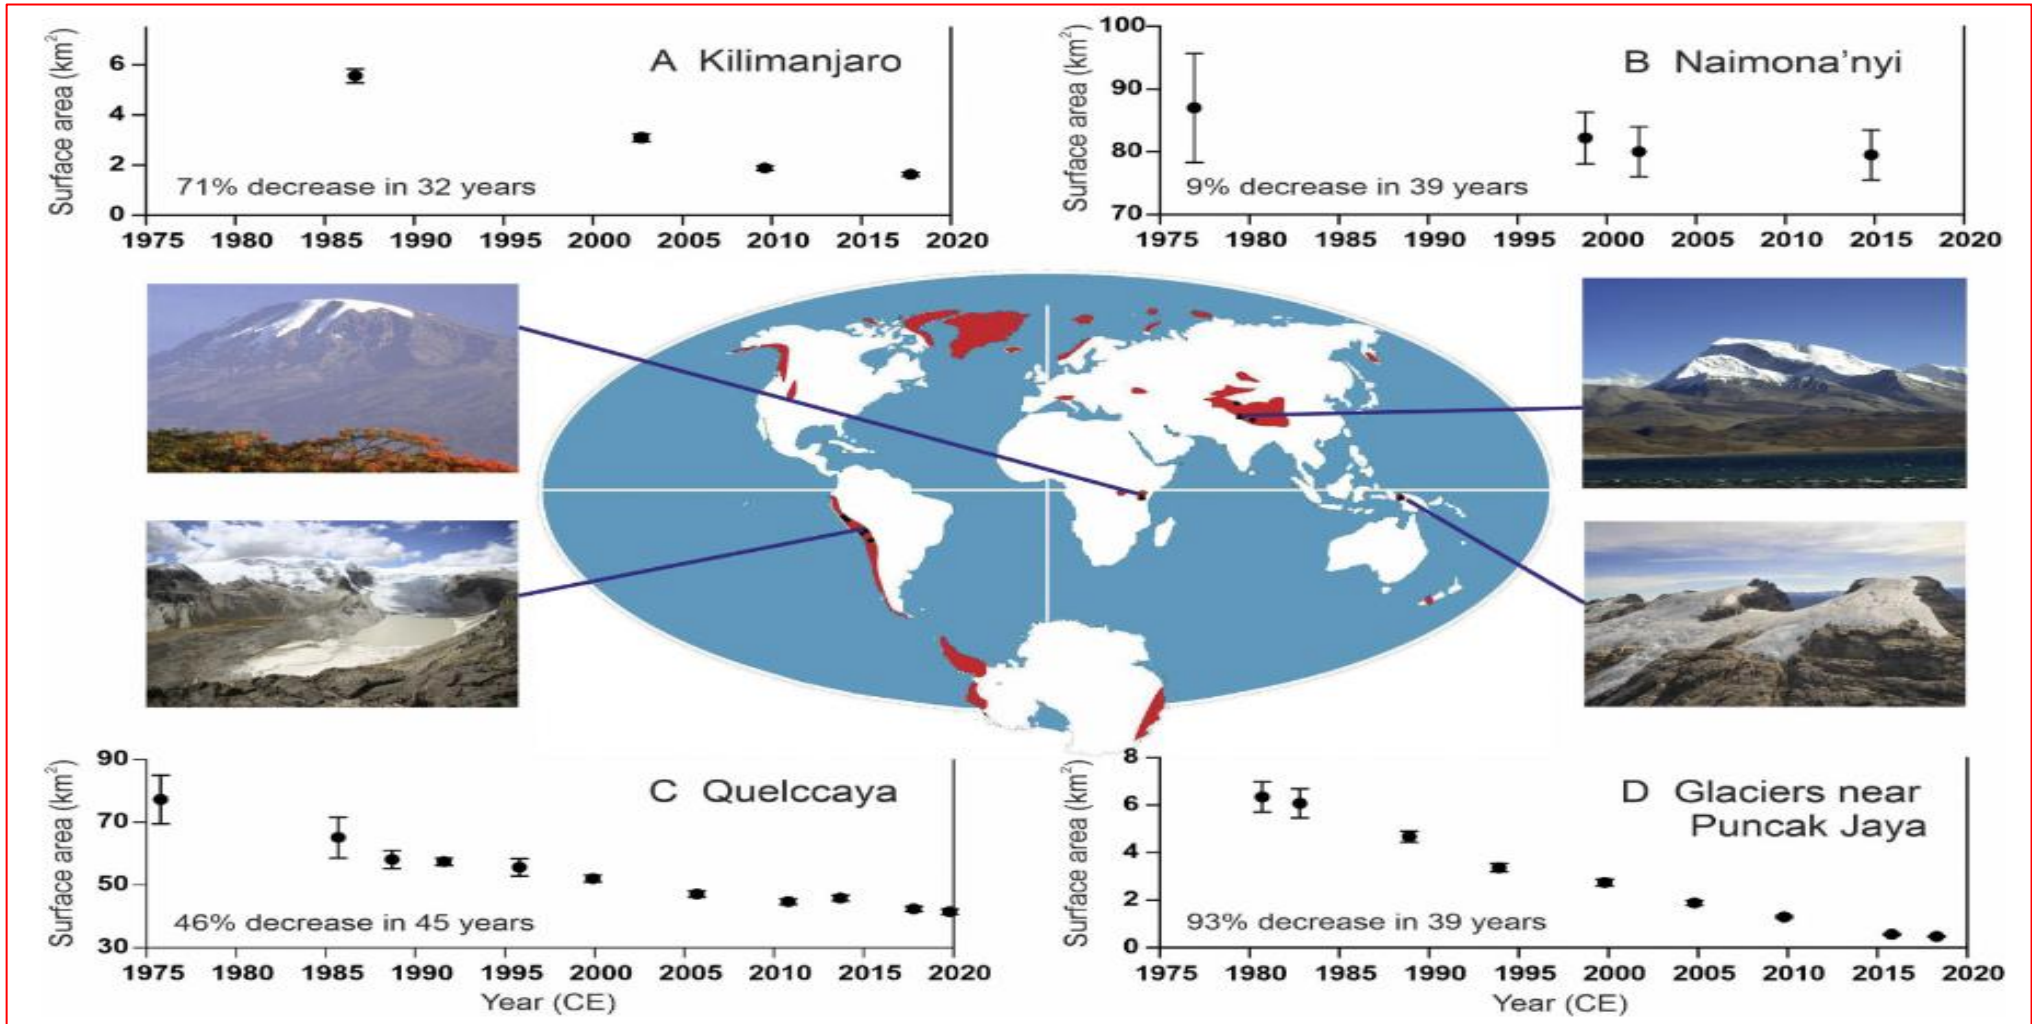 Surface area (km²)
6
4
2
0
A Kilimanjaro
71% decrease in 32 years
1975 1980 1985 1990 1995 2000 2005 2010 2015 2020
Surface area (km²)
100
90
80
70
B Naimona'nyi
9% decrease in 39 years
1975 1980 1985 1990 1995 2000 2005 2010 2015 2020
Surface area (km²)
90
70
50
30
C Quelccaya
46% decrease in 45 years
1975 1980 1985 1990 1995 2000 2005 2010 2015 2020
Year (CE)
Surface area (km²)
8
6
4
2
0
D Glaciers near
Puncak Jaya
93% decrease in 39 years
1975 1980 1985 1990 1995 2000 2005 2010 2015 2020
Year (CE)